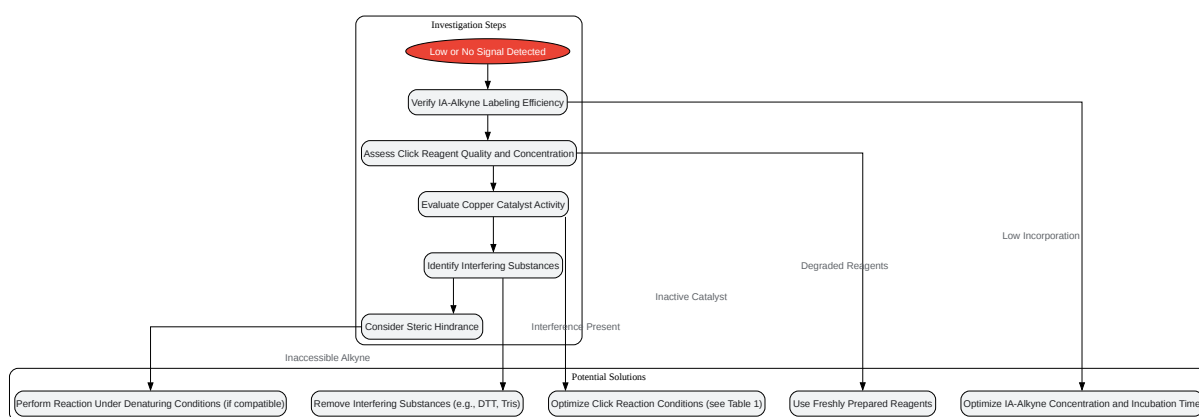 Investigation Steps
Low or No Signal Detected
Verify IA-Alkyne Labeling Efficiency
Assess Click Reagent Quality and Concentration
Evaluate Copper Catalyst Activity
Low Incorporation
Identify Interfering Substances
Degraded Reagents
Inactive Catalyst
Consider Steric Hindrance
Interference Present
Inaccessible Alkyne
Potential Solutions
Perform Reaction Under Denaturing Conditions (if compatible)
Remove Interfering Substances (e.g., DTT, Tris)
Optimize Click Reaction Conditions (see Table 1)
Use Freshly Prepared Reagents
Optimize IA-Alkyne Concentration and Incubation Time